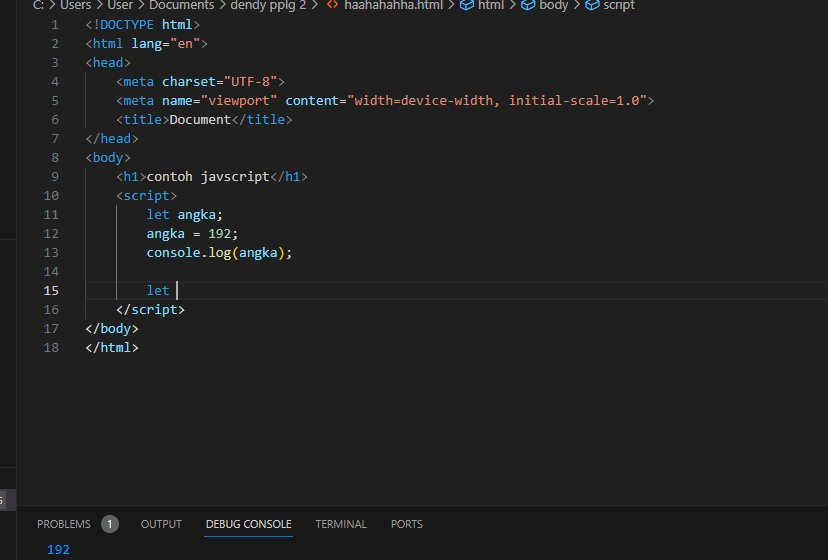 C: > Users > User > Documents > dendy pplg 2 > <> haahahahha.html > html > body > script
1 <!DOCTYPE html>
2 <html lang="en">
3 <head>
4 <meta charset="UTF-8">
5 <meta name="viewport" content="width=device-width, initial-scale=1.0">
6 <title>Document</title>
7 </head>
8 <body>
9 <h1>contoh javscript</h1>
10 <script>
11 let angka;
12 angka = 192;
13 console.log(angka);
14
15 let
16 </script>
17 </body>
18 </html>
PROBLEMS 1 OUTPUT DEBUG CONSOLE TERMINAL PORTS
192